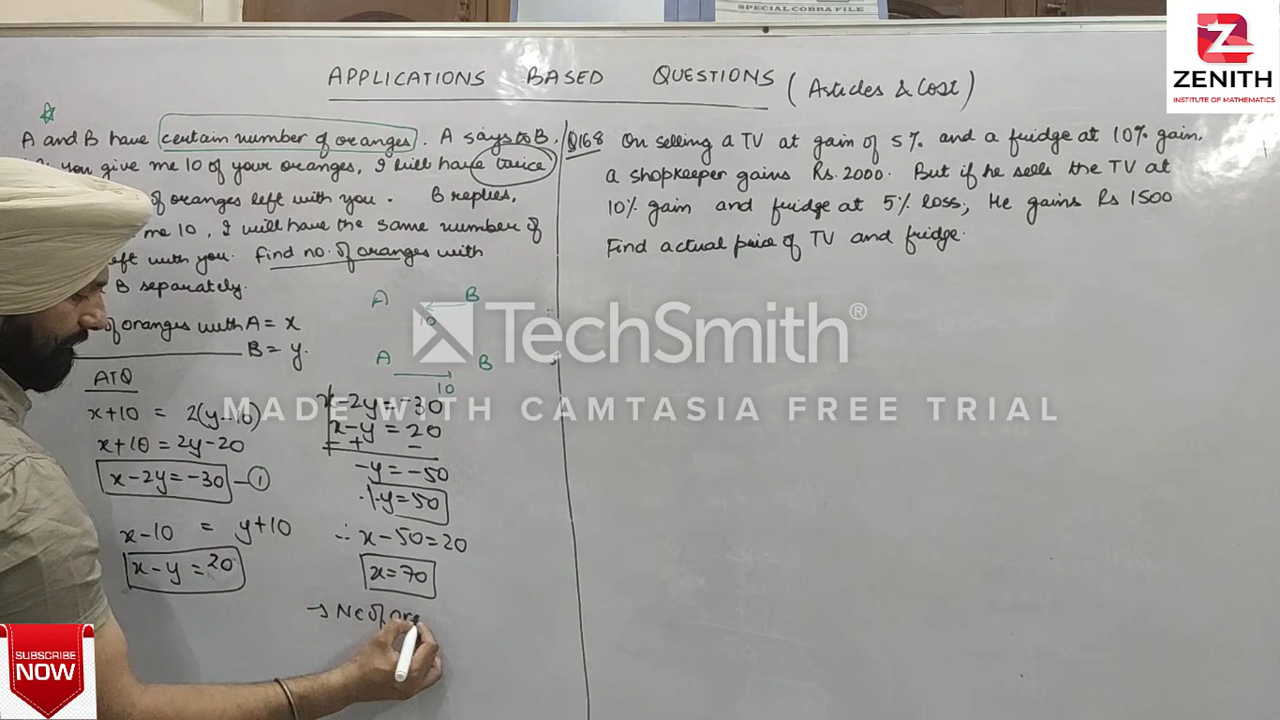 SPECIAL COBRA FILE
ZENITH
INSTITUTE OF MATHEMATICS
APPLICATIONS BASED QUESTIONS (Articles & Cost)
A and B have certain number of oranges. A says to B,
you give me 10 of your oranges, I will have twice
of oranges left with you. B replies,
me 10, I will have the same number of
left with you. Find no. of oranges with
B separately.
of oranges with A = x
B = y.
A B
10
A B
10
ATQ
x+10 = 2(y-10)
x+10 = 2y-20
x-2y=-30 -①
x-10 = y+10
x-y=20
x-2y=-30
x-y=20
- + -
-y=-50
y=50
∴ x-50=20
x=70
→ No of ora
Q168 On selling a TV at gain of 5% and a fridge at 10% gain.
a shopkeeper gains Rs. 2000. But if he sells the TV at
10% gain and fridge at 5% loss, He gains Rs 1500
Find actual price of TV and fridge.
TechSmith®
MADE WITH CAMTASIA FREE TRIAL
SUBSCRIBE
NOW